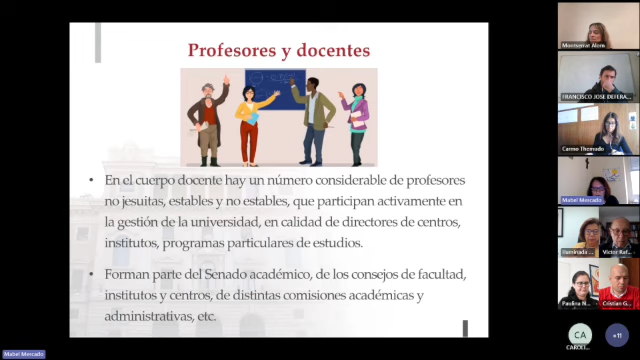 Profesores y docentes
• En el cuerpo docente hay un número considerable de profesores
no jesuitas, estables y no estables, que participan activamente en
la gestión de la universidad, en calidad de directores de centros,
institutos, programas particulares de estudios.
• Forman parte del Senado académico, de los consejos de facultad,
institutos y centros, de distintas comisiones académicas y
administrativas, etc.
Montserrat Alora
FRANCISCO JOSE DEFERA...
Carmo Themudo
Mabel Mercado
Iluminada ...
Victor Raf...
Paulina N...
Cristian G...
CA
+11
Mabel Mercado